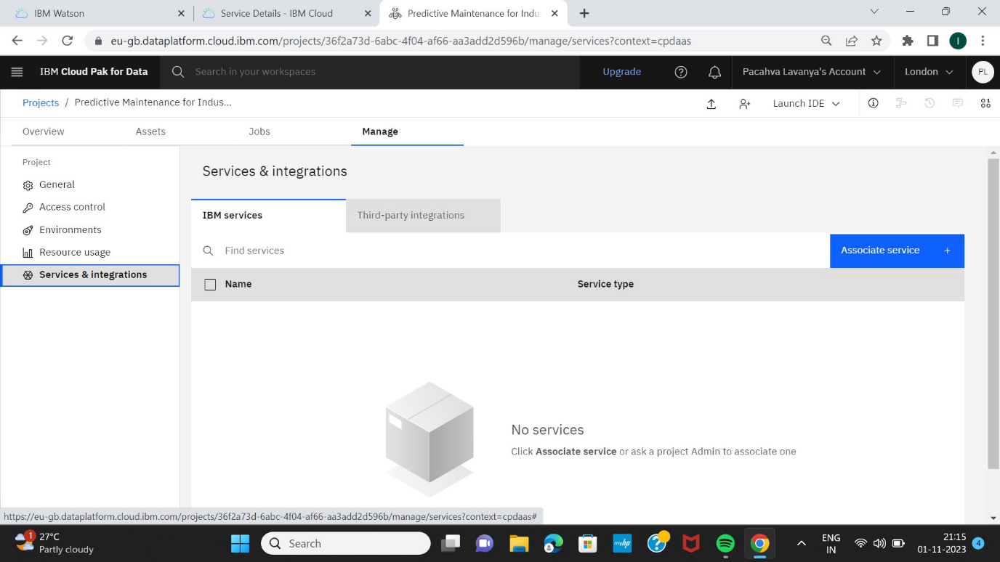 IBM Watson
Service Details - IBM Cloud
Predictive Maintenance for Indu
eu-gb.dataplatform.cloud.ibm.com/projects/36f2a73d-6abc-4f04-af66-aa3add2d596b/manage/services?context=cpdaas
I
IBM Cloud Pak for Data
Search in your workspaces
Upgrade
Pacahva Lavanya's Account
London
PL
Projects / Predictive Maintenance for Indus...
Launch IDE
Overview
Assets
Jobs
Manage
Project
General
Access control
Environments
Resource usage
Services & integrations
Services & integrations
IBM services
Third-party integrations
Find services
Associate service +
Name
Service type
No services
Click Associate service or ask a project Admin to associate one
https://eu-gb.dataplatform.cloud.ibm.com/projects/36f2a73d-6abc-4f04-af66-aa3add2d596b/manage/services?context=cpdaas#
1
27°C
Partly cloudy
Search
myhp
ENG
IN
21:15
01-11-2023
4